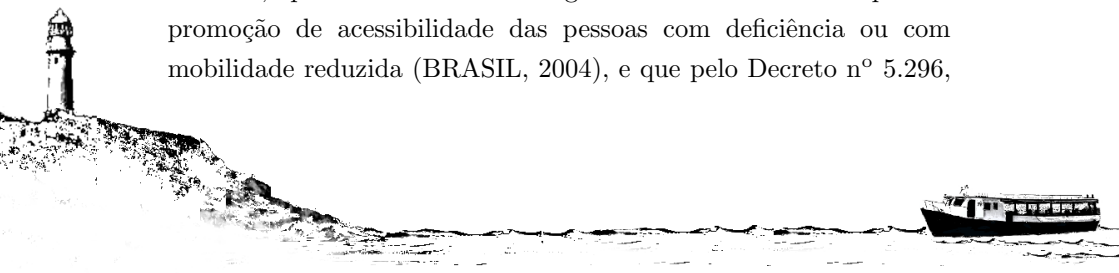 promoção de acessibilidade das pessoas com deficiência ou com
mobilidade reduzida (BRASIL, 2004), e que pelo Decreto nº 5.296,